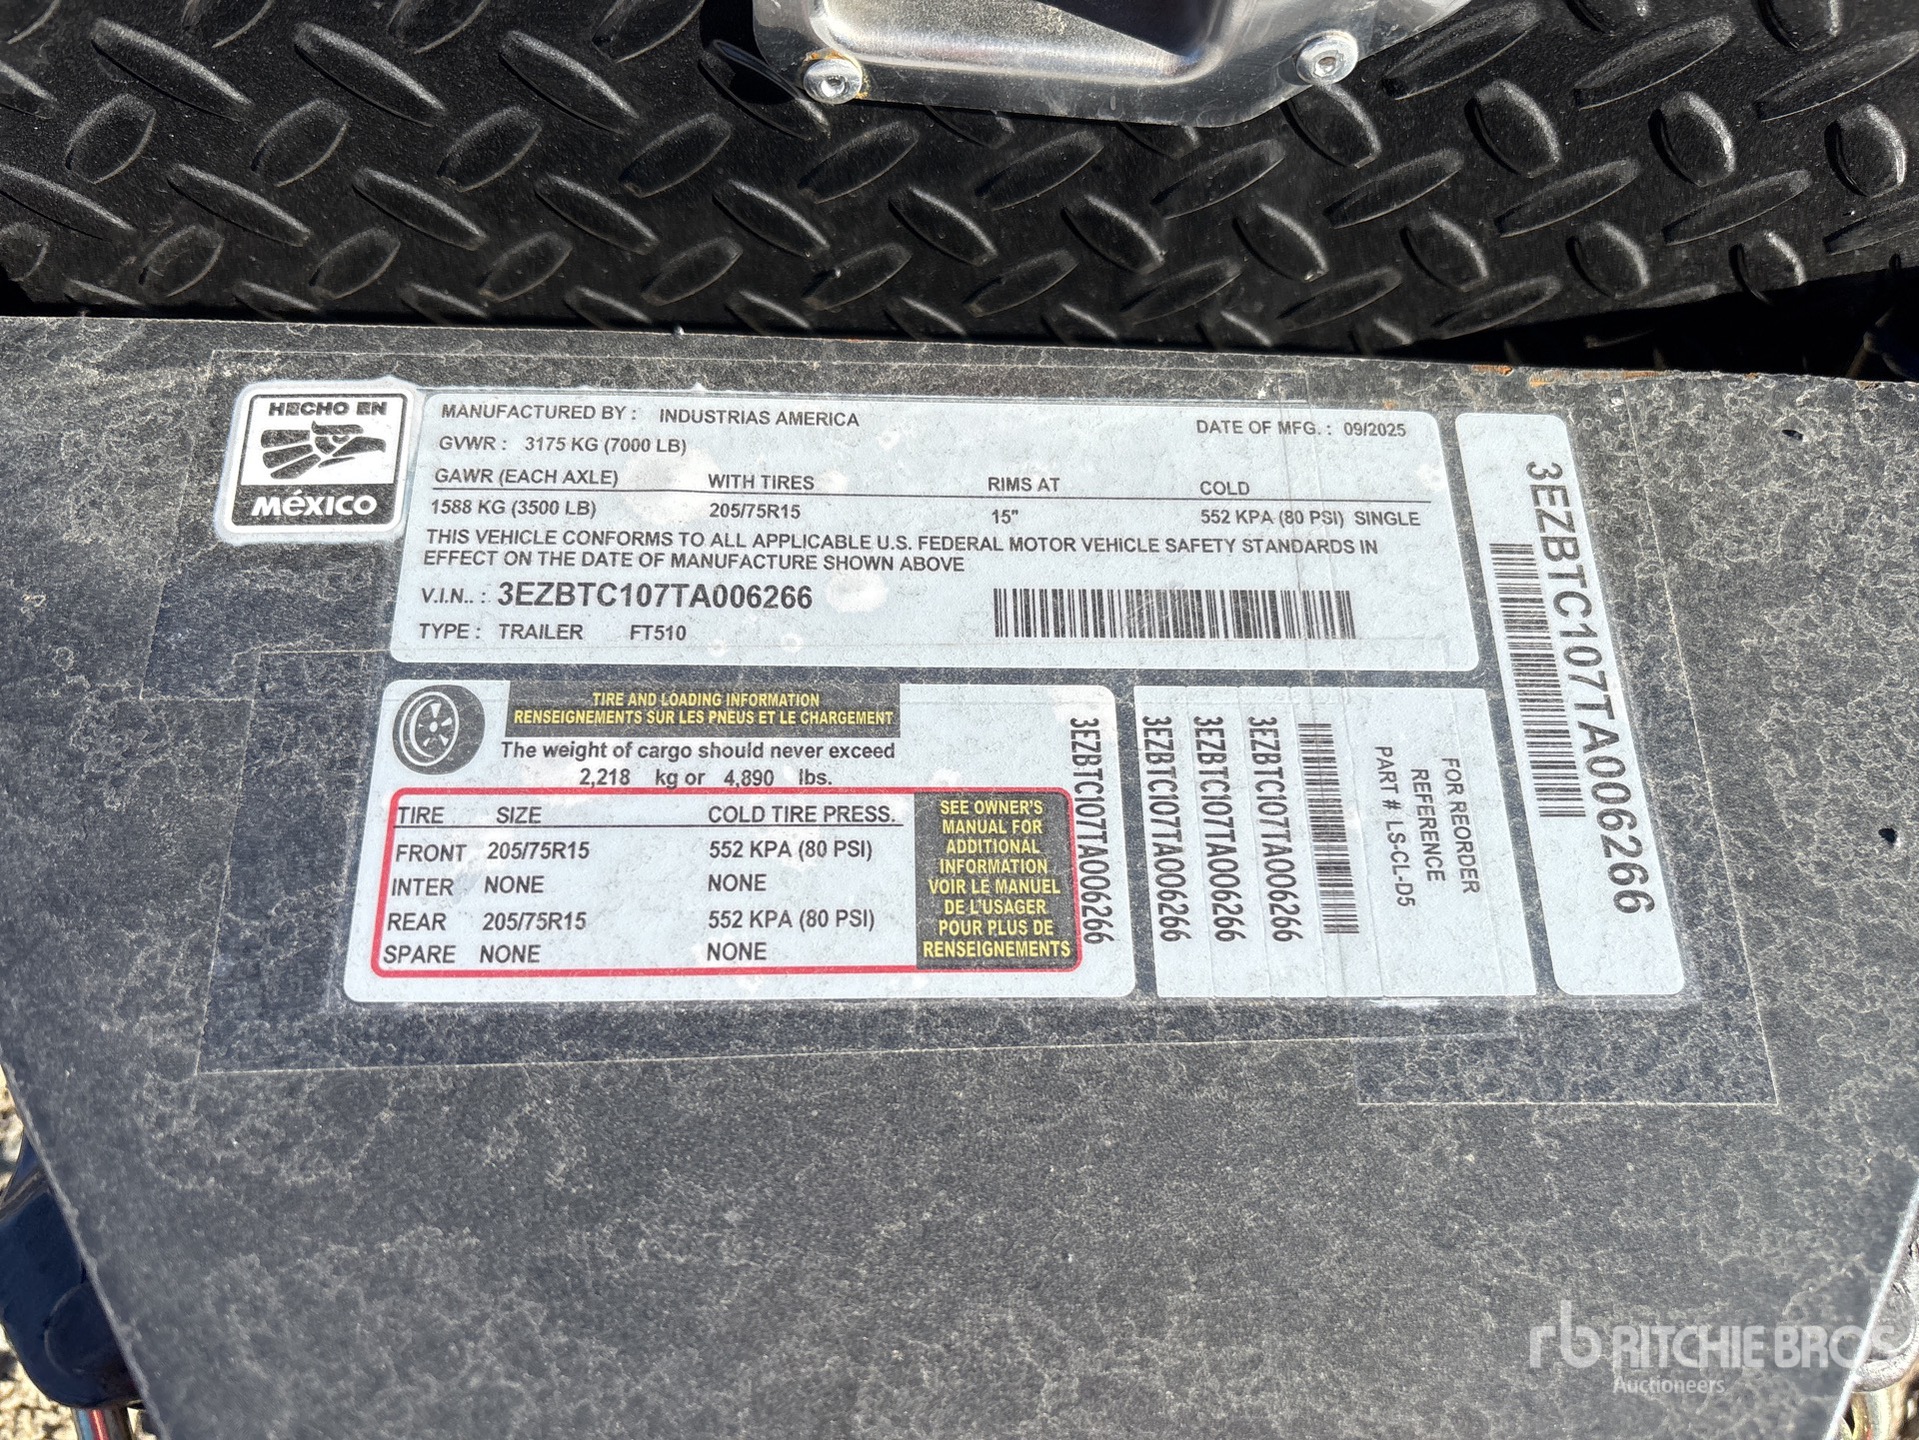 HECHO EN
MéXICO
MANUFACTURED BY : INDUSTRIAS AMERICA
DATE OF MFG. : 09/2025
GVWR : 3175 KG (7000 LB)
GAWR (EACH AXLE) WITH TIRES RIMS AT COLD
1588 KG (3500 LB) 205/75R15 15" 552 KPA (80 PSI) SINGLE
THIS VEHICLE CONFORMS TO ALL APPLICABLE U.S. FEDERAL MOTOR VEHICLE SAFETY STANDARDS IN
EFFECT ON THE DATE OF MANUFACTURE SHOWN ABOVE
V.I.N.. : 3EZBTC107TA006266
TYPE : TRAILER FT510
3EZBTC107TA006266
TIRE AND LOADING INFORMATION
RENSEIGNEMENTS SUR LES PNEUS ET LE CHARGEMENT
The weight of cargo should never exceed
2,218 kg or 4,890 lbs.
TIRE SIZE COLD TIRE PRESS.
FRONT 205/75R15 552 KPA (80 PSI)
INTER NONE NONE
REAR 205/75R15 552 KPA (80 PSI)
SPARE NONE NONE
SEE OWNER'S
MANUAL FOR
ADDITIONAL
INFORMATION
VOIR LE MANUEL
DE L'USAGER
POUR PLUS DE
RENSEIGNEMENTS
3EZBTC107TA006266
3EZBTC107TA006266
3EZBTC107TA006266
3EZBTC107TA006266
FOR REORDER
REFERENCE
PART # LS-CL-D5
rb RITCHIE BROS
Auctioneers